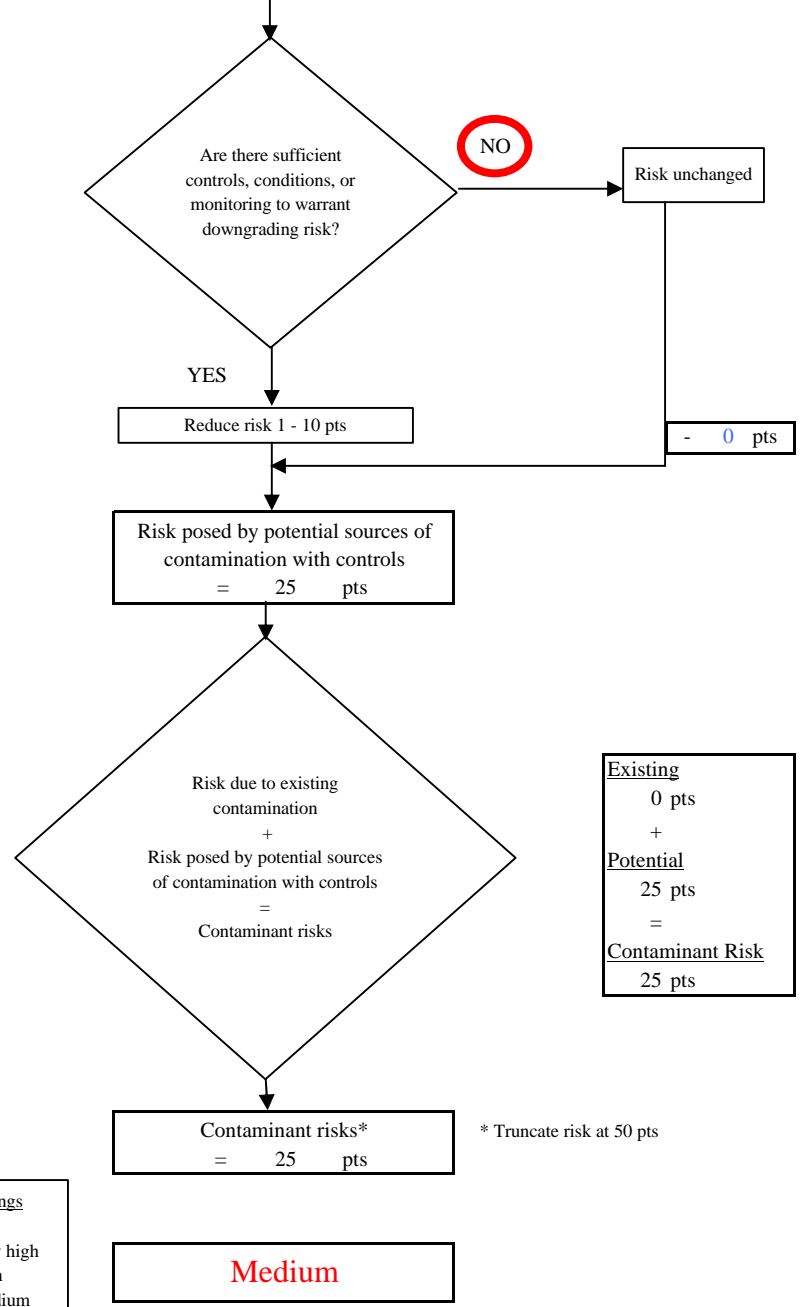 Are there sufficient
controls, conditions, or
monitoring to warrant
downgrading risk?
NO
Risk unchanged
YES
Reduce risk 1 - 10 pts
- 0 pts
Risk posed by potential sources of
contamination with controls
= 25 pts
Risk due to existing
contamination
+
Risk posed by potential sources
of contamination with controls
=
Contaminant risks
Existing
0 pts
+
Potential
25 pts
=
Contaminant Risk
25 pts
Contaminant risks*
= 25 pts
* Truncate risk at 50 pts
high
Medium